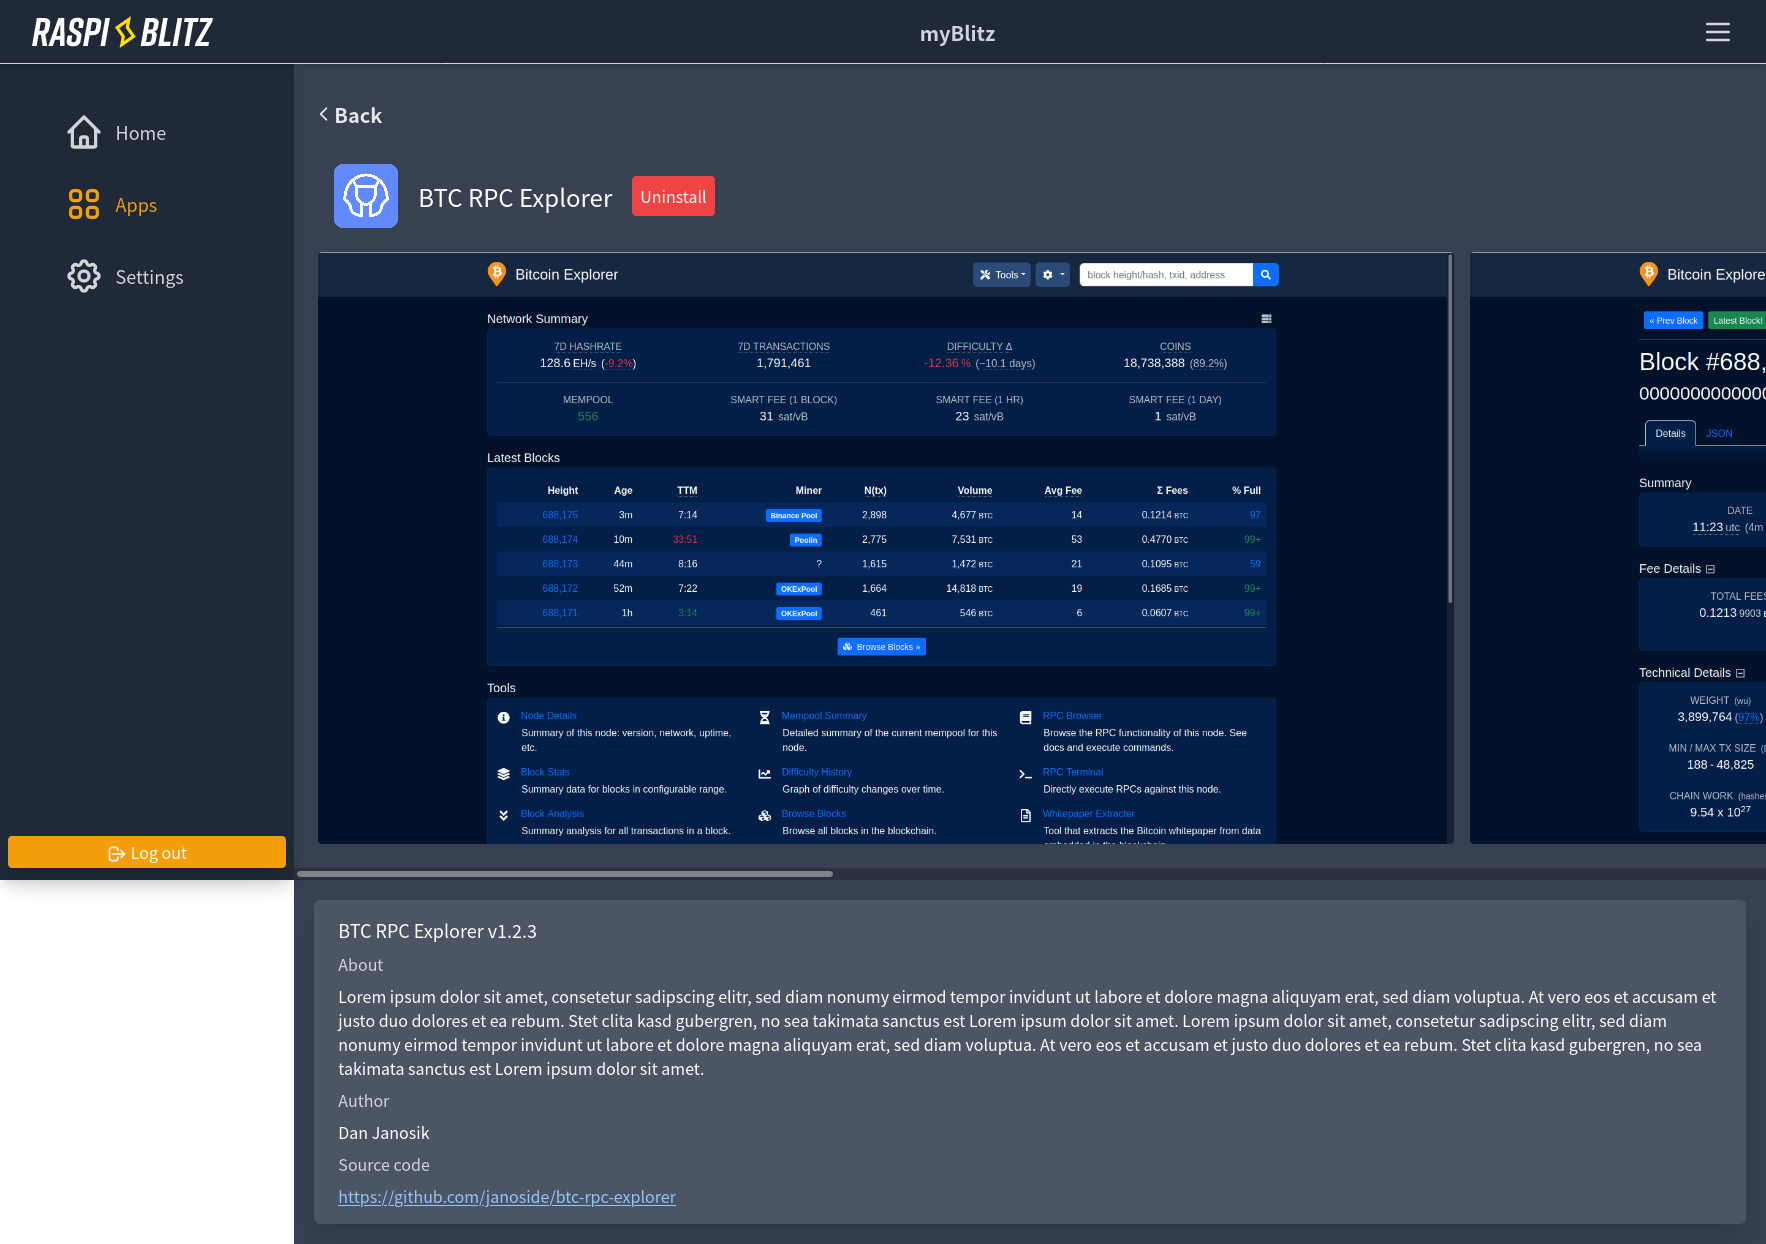 RASPI BLITZ
myBlitz
Home
Apps
Settings
Log out
Back
BTC RPC Explorer
Uninstall
Bitcoin Explorer
Tools
block height/hash, txid, address
Network Summary
7D HASHRATE 7D TRANSACTIONS DIFFICULTY Δ COINS
128.6 EH/s (-9.2%) 1,791,461 -12.36 % (~10.1 days) 18,738,388 (89.2%)
MEMPOOL SMART FEE (1 BLOCK) SMART FEE (1 HR) SMART FEE (1 DAY)
556 31 sat/vB 23 sat/vB 1 sat/vB
Latest Blocks
Height Age TTM Miner N(tx) Volume Avg Fee Σ Fees % Full
688,175 3m 7:14 Binance Pool 2,898 4,677 BTC 14 0.1214 BTC 97
688,174 10m 33:51 Poolin 2,775 7,531 BTC 53 0.4770 BTC 99+
688,173 44m 8:16 ? 1,615 1,472 BTC 21 0.1095 BTC 59
688,172 52m 7:22 OKExPool 1,664 14,818 BTC 19 0.1685 BTC 99+
688,171 1h 3:14 OKExPool 461 546 BTC 6 0.0607 BTC 99+
Browse Blocks »
Tools
Node Details
Summary of this node: version, network, uptime,
etc.
Mempool Summary
Detailed summary of the current mempool for this
node.
RPC Browser
Browse the RPC functionality of this node. See
docs and execute commands.
Block Stats
Summary data for blocks in configurable range.
Difficulty History
Graph of difficulty changes over time.
RPC Terminal
Directly execute RPCs against this node.
Block Analysis
Summary analysis for all transactions in a block.
Browse Blocks
Browse all blocks in the blockchain.
Whitepaper Extracter
Tool that extracts the Bitcoin whitepaper from data
embedded in the blockchain.
Bitcoin Explore
« Prev Block Latest Block!
Block #688,
000000000000
Details JSON
Summary
DATE
11:23 utc (4m
Fee Details
TOTAL FEES
0.1213 9903
Technical Details
WEIGHT (wu)
3,899,764 (97%)
MIN / MAX TX SIZE
188 - 48,825
CHAIN WORK (hashes
9.54 x 10²⁷
BTC RPC Explorer v1.2.3
About
Lorem ipsum dolor sit amet, consetetur sadipscing elitr, sed diam nonumy eirmod tempor invidunt ut labore et dolore magna aliquyam erat, sed diam voluptua. At vero eos et accusam et
justo duo dolores et ea rebum. Stet clita kasd gubergren, no sea takimata sanctus est Lorem ipsum dolor sit amet. Lorem ipsum dolor sit amet, consetetur sadipscing elitr, sed diam
nonumy eirmod tempor invidunt ut labore et dolore magna aliquyam erat, sed diam voluptua. At vero eos et accusam et justo duo dolores et ea rebum. Stet clita kasd gubergren, no sea
takimata sanctus est Lorem ipsum dolor sit amet.
Author
Dan Janosik
Source code
https://github.com/janoside/btc-rpc-explorer